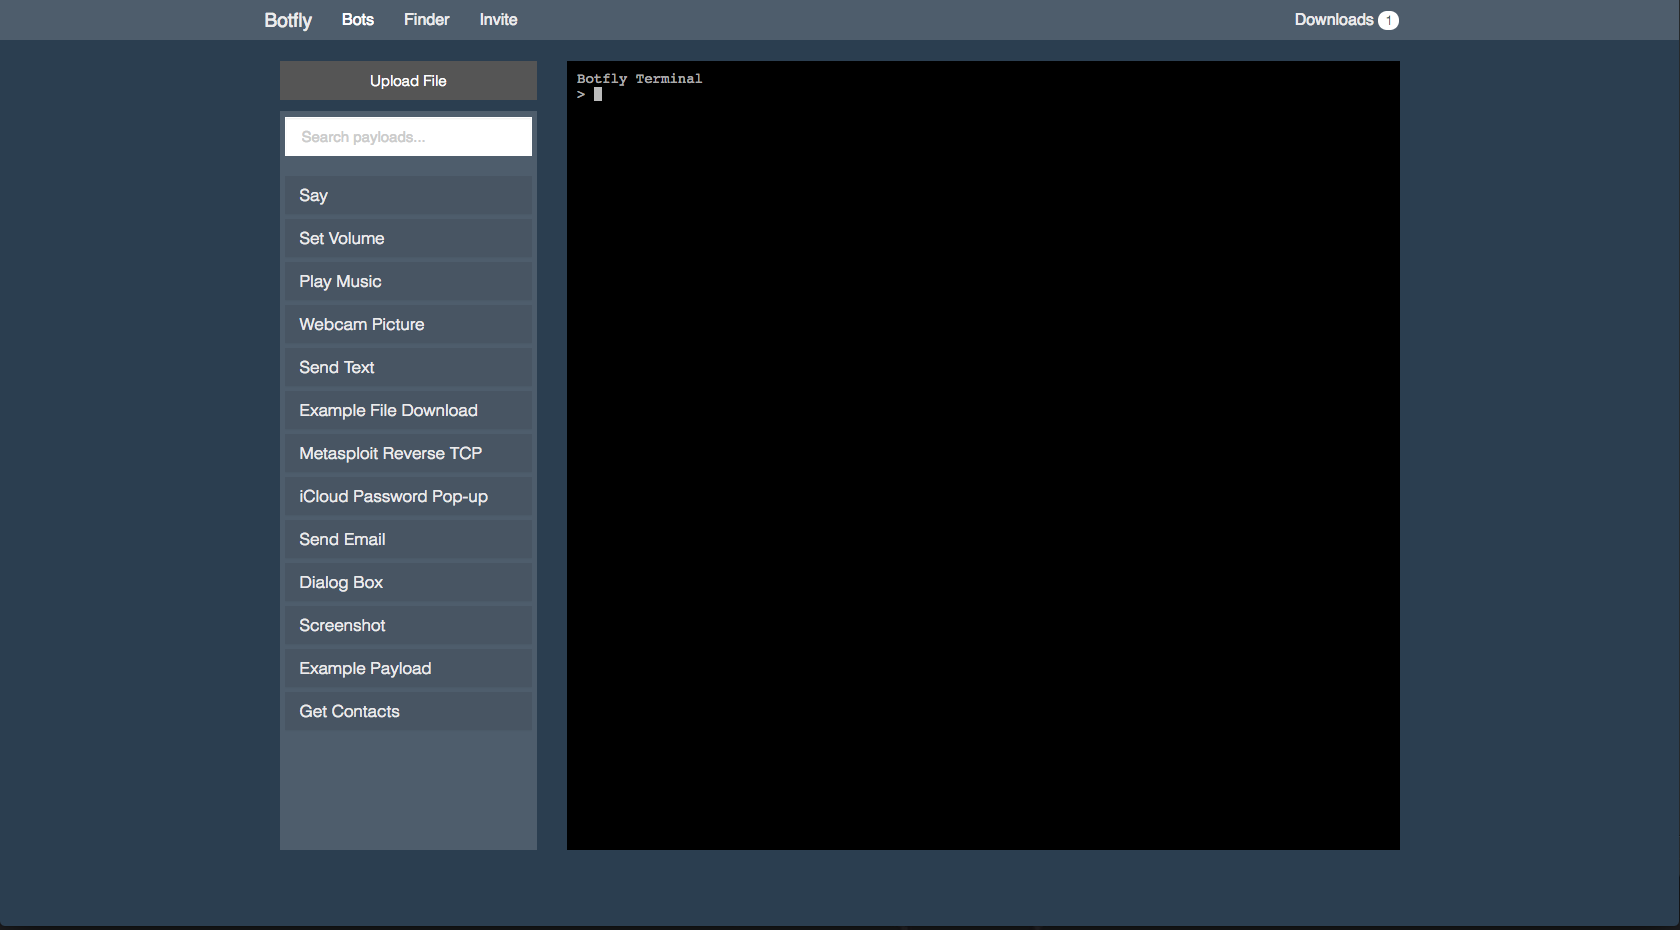 Botfly Bots Finder Invite Downloads 1
Upload File
Search payloads...
Say
Set Volume
Play Music
Webcam Picture
Send Text
Example File Download
Metasploit Reverse TCP
iCloud Password Pop-up
Send Email
Dialog Box
Screenshot
Example Payload
Get Contacts
Botfly Terminal
>